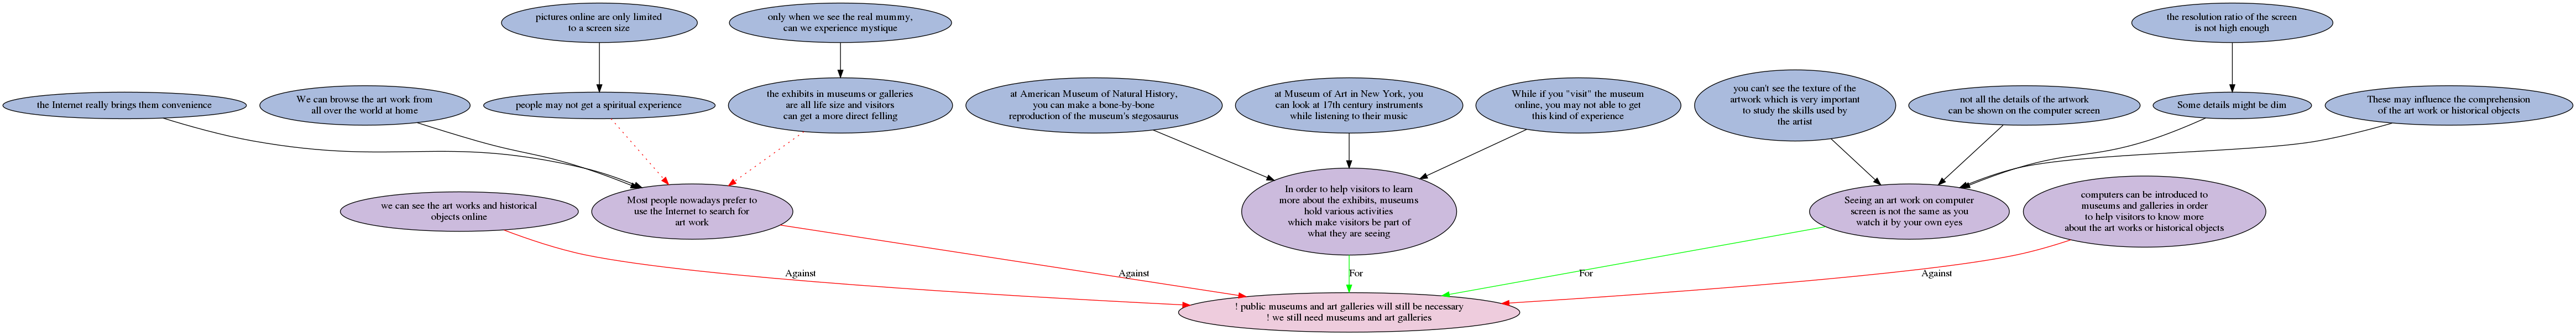 pictures online are only limited
to a screen size
only when we see the real mummy,
can we experience mystique
the resolution ratio of the screen
is not high enough
the Internet really brings them convenience
We can browse the art work from
all over the world at home
people may not get a spiritual experience
the exhibits in museums or galleries
are all life size and visitors
can get a more direct felling
at American Museum of Natural History,
you can make a bone-by-bone
reproduction of the museum's stegosaurus
at Museum of Art in New York, you
can look at 17th century instruments
while listening to their music
While if you "visit" the museum
online, you may not able to get
this kind of experience
you can't see the texture of the
artwork which is very important
to study the skills used by
the artist
not all the details of the artwork
can be shown on the computer screen
Some details might be dim
These may influence the comprehension
of the art work or historical objects
we can see the art works and historical
objects online
Most people nowadays prefer to
use the Internet to search for
art work
In order to help visitors to learn
more about the exhibits, museums
hold various activities
which make visitors be part of
what they are seeing
Seeing an art work on computer
screen is not the same as you
watch it by your own eyes
computers can be introduced to
museums and galleries in order
to help visitors to know more
about the art works or historical objects
Against
Against
For
For
Against
! public museums and art galleries will still be necessary
! we still need museums and art galleries